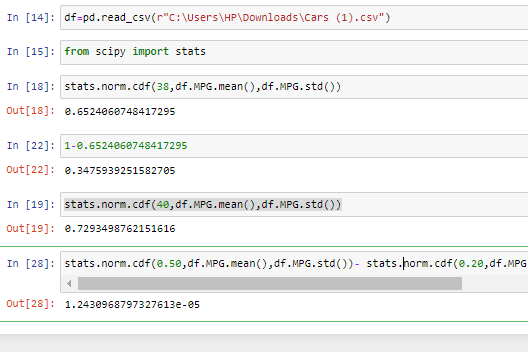 In [14]: df=pd.read_csv(r"C:\Users\HP\Downloads\Cars (1).csv")
In [15]: from scipy import stats
In [18]: stats.norm.cdf(38,df.MPG.mean(),df.MPG.std())
Out[18]: 0.6524060748417295
In [22]: 1-0.6524060748417295
Out[22]: 0.3475939251582705
In [19]: stats.norm.cdf(40,df.MPG.mean(),df.MPG.std())
Out[19]: 0.7293498762151616
In [28]: stats.norm.cdf(0.50,df.MPG.mean(),df.MPG.std())- stats.norm.cdf(0.20,df.MPG
Out[28]: 1.2430968797327613e-05